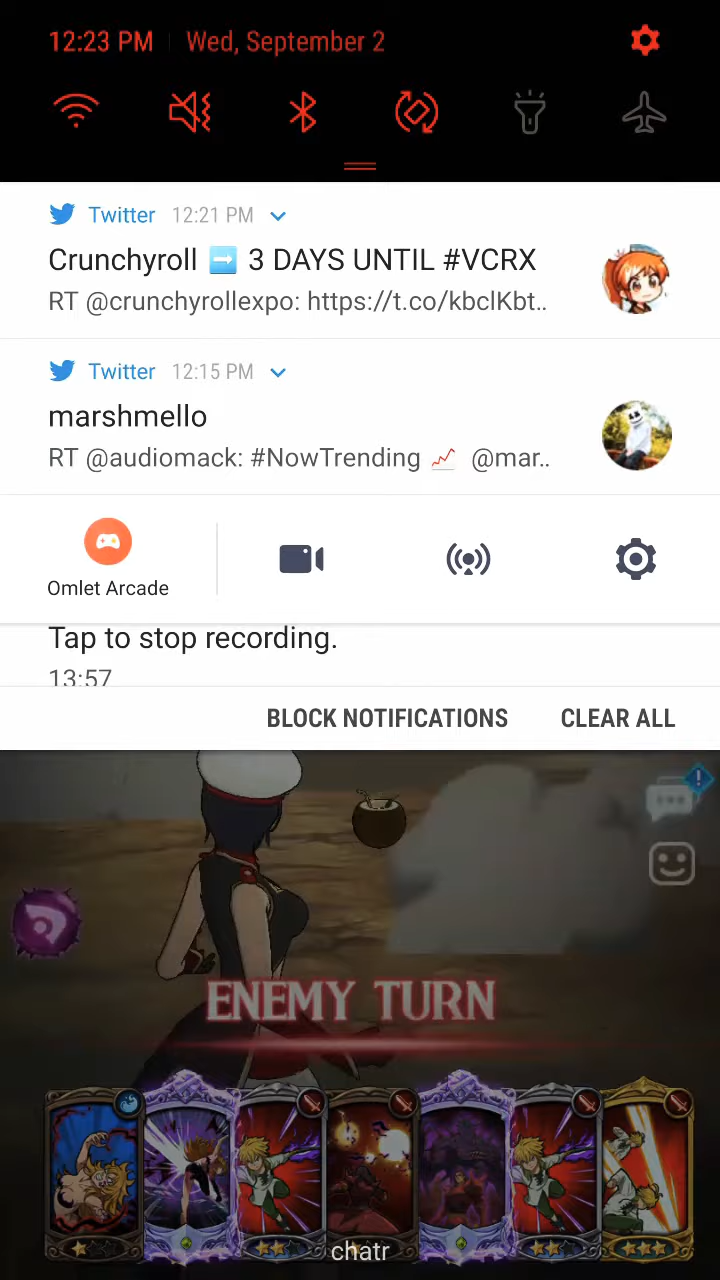 12:23 PM | Wed, September 2
Twitter 12:21 PM
Crunchyroll ➡️ 3 DAYS UNTIL #VCRX
RT @crunchyrollexpo: https://t.co/kbclKbt..
Twitter 12:15 PM
marshmello
RT @audiomack: #NowTrending 📈 @mar..
Omlet Arcade
Tap to stop recording.
13:57
BLOCK NOTIFICATIONS CLEAR ALL
ENEMY TURN
chatr